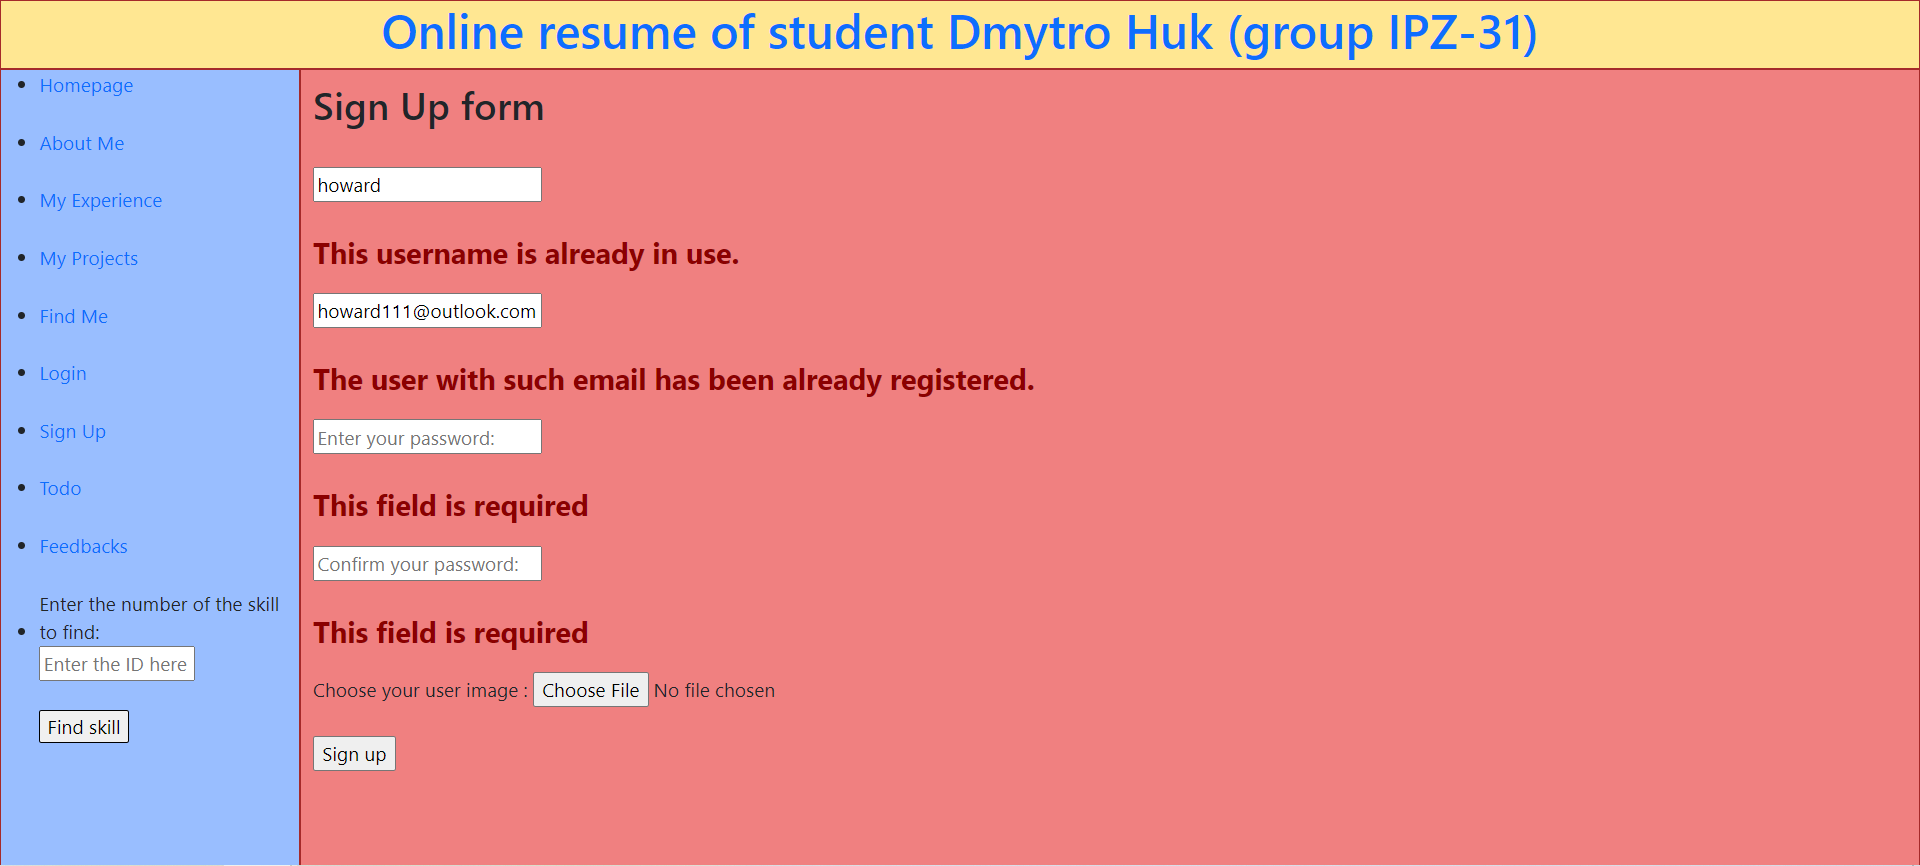 Online resume of student Dmytro Huk (group IPZ-31)
Homepage
About Me
My Experience
My Projects
Find Me
Login
Sign Up
Todo
Feedbacks
Enter the number of the skill
to find:
Enter the ID here
Find skill
Sign Up form
howard
This username is already in use.
howard111@outlook.com
The user with such email has been already registered.
Enter your password:
This field is required
Confirm your password:
This field is required
Choose your user image : Choose File No file chosen
Sign up